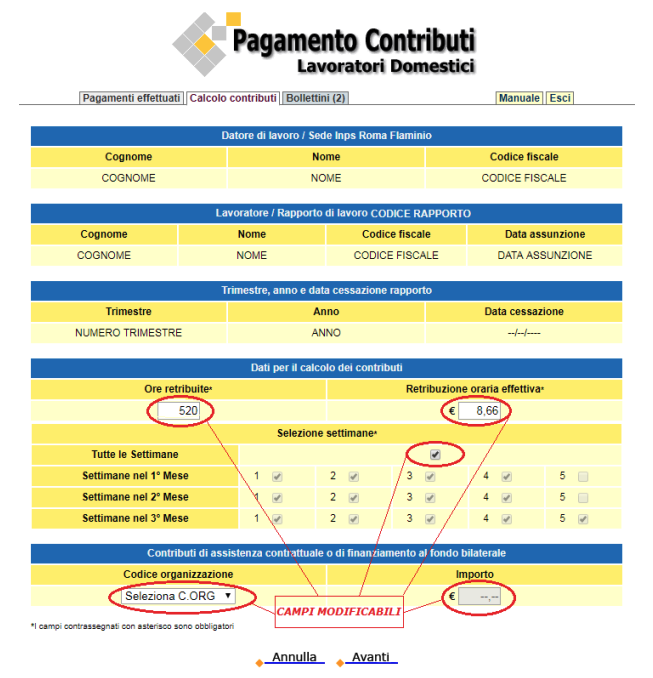 Pagamento Contributi
Lavoratori Domestici
Pagamenti effettuati Calcolo contributi Bollettini (2) Manuale Esci
Datore di lavoro / Sede Inps Roma Flaminio
Cognome Nome Codice fiscale
COGNOME NOME CODICE FISCALE
Lavoratore / Rapporto di lavoro CODICE RAPPORTO
Cognome Nome Codice fiscale Data assunzione
COGNOME NOME CODICE FISCALE DATA ASSUNZIONE
Trimestre, anno e data cessazione rapporto
Trimestre Anno Data cessazione
NUMERO TRIMESTRE ANNO --/--/----
Dati per il calcolo dei contributi
Ore retribuite* Retribuzione oraria effettiva*
520 € 8,66
Selezione settimane*
Tutte le Settimane
Settimane nel 1° Mese 1 2 3 4 5
Settimane nel 2° Mese 1 2 3 4 5
Settimane nel 3° Mese 1 2 3 4 5
Contributi di assistenza contrattuale o di finanziamento al fondo bilaterale
Codice organizzazione Importo
Seleziona C.ORG € --,--
CAMPI MODIFICABILI
*I campi contrassegnati con asterisco sono obbligatori
Annulla Avanti